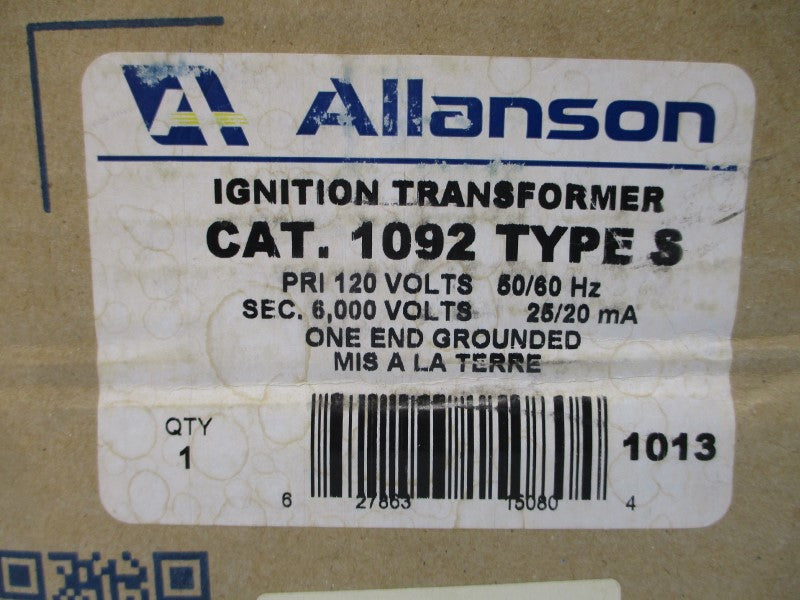 Allanson
IGNITION TRANSFORMER
CAT. 1092 TYPE S
PRI 120 VOLTS 50/60 Hz
SEC. 6,000 VOLTS 25/20 mA
ONE END GROUNDED
MIS A LA TERRE
QTY
1
1013
6 27863 15080 4